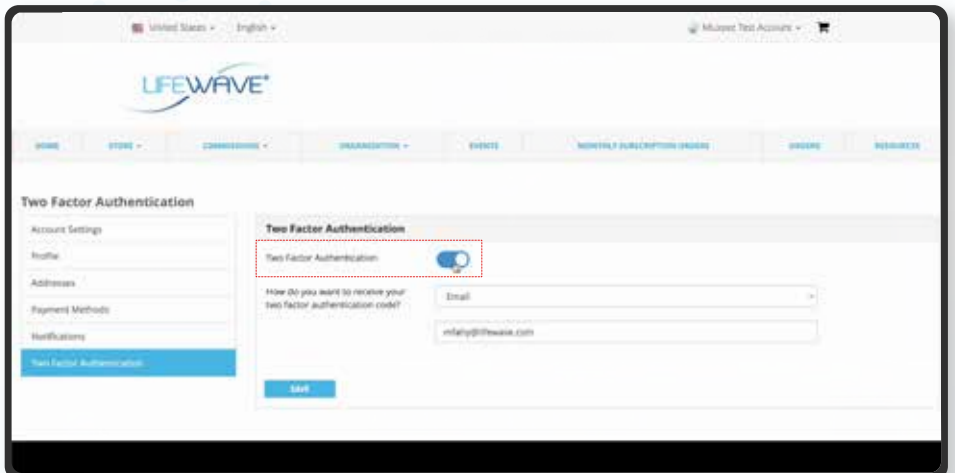 United States
English
Muxeet Test Account
LIFEWAVE®
HOME
STORE
COMMISSIONS
ORGANIZATION
EVENTS
MONTHLY SUBSCRIPTION ORDERS
ORDERS
RESOURCES
Two Factor Authentication
Account Settings
Profile
Addresses
Payment Methods
Notifications
Two Factor Authentication
Two Factor Authentication
Two Factor Authentication
How do you want to receive your
two factor authentication code?
Email
SAVE